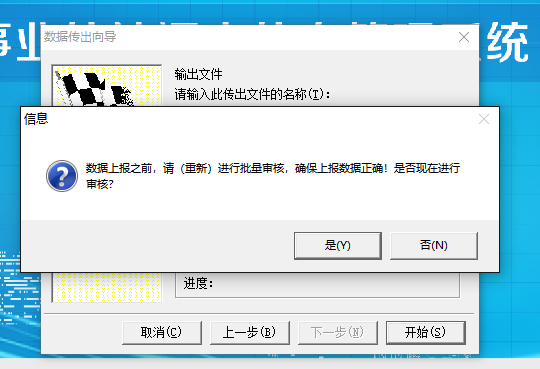 数据传出向导
输出文件
请输入此传出文件的名称(I):
信息
数据上报之前，请（重新）进行批量审核，确保上报数据正确！是否现在进行
审核？
是(Y)
否(N)
进度：
取消(C)
上一步(B)
下一步(N)
开始(S)